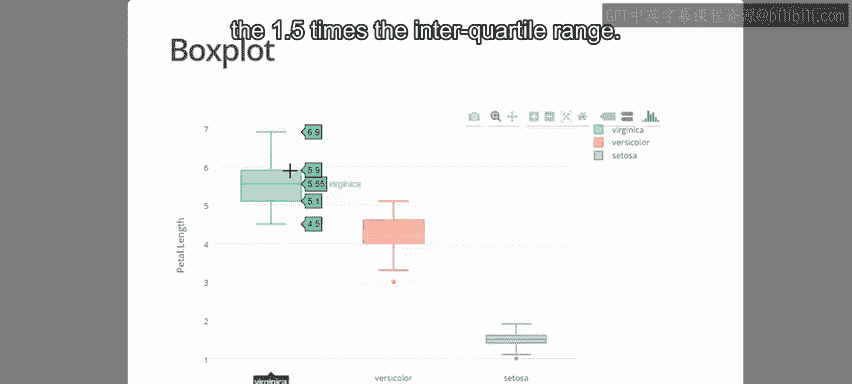 GPT中英字幕课程资源@bilibili.com
the 1.5 times the inter-quartile range.
Boxplot
virginica
versicolor
setosa
7
6
5
4
3
2
1
Petal.Length
6.9
5.9
5.55 virginica
5.1
4.5
virginica
versicolor
setosa